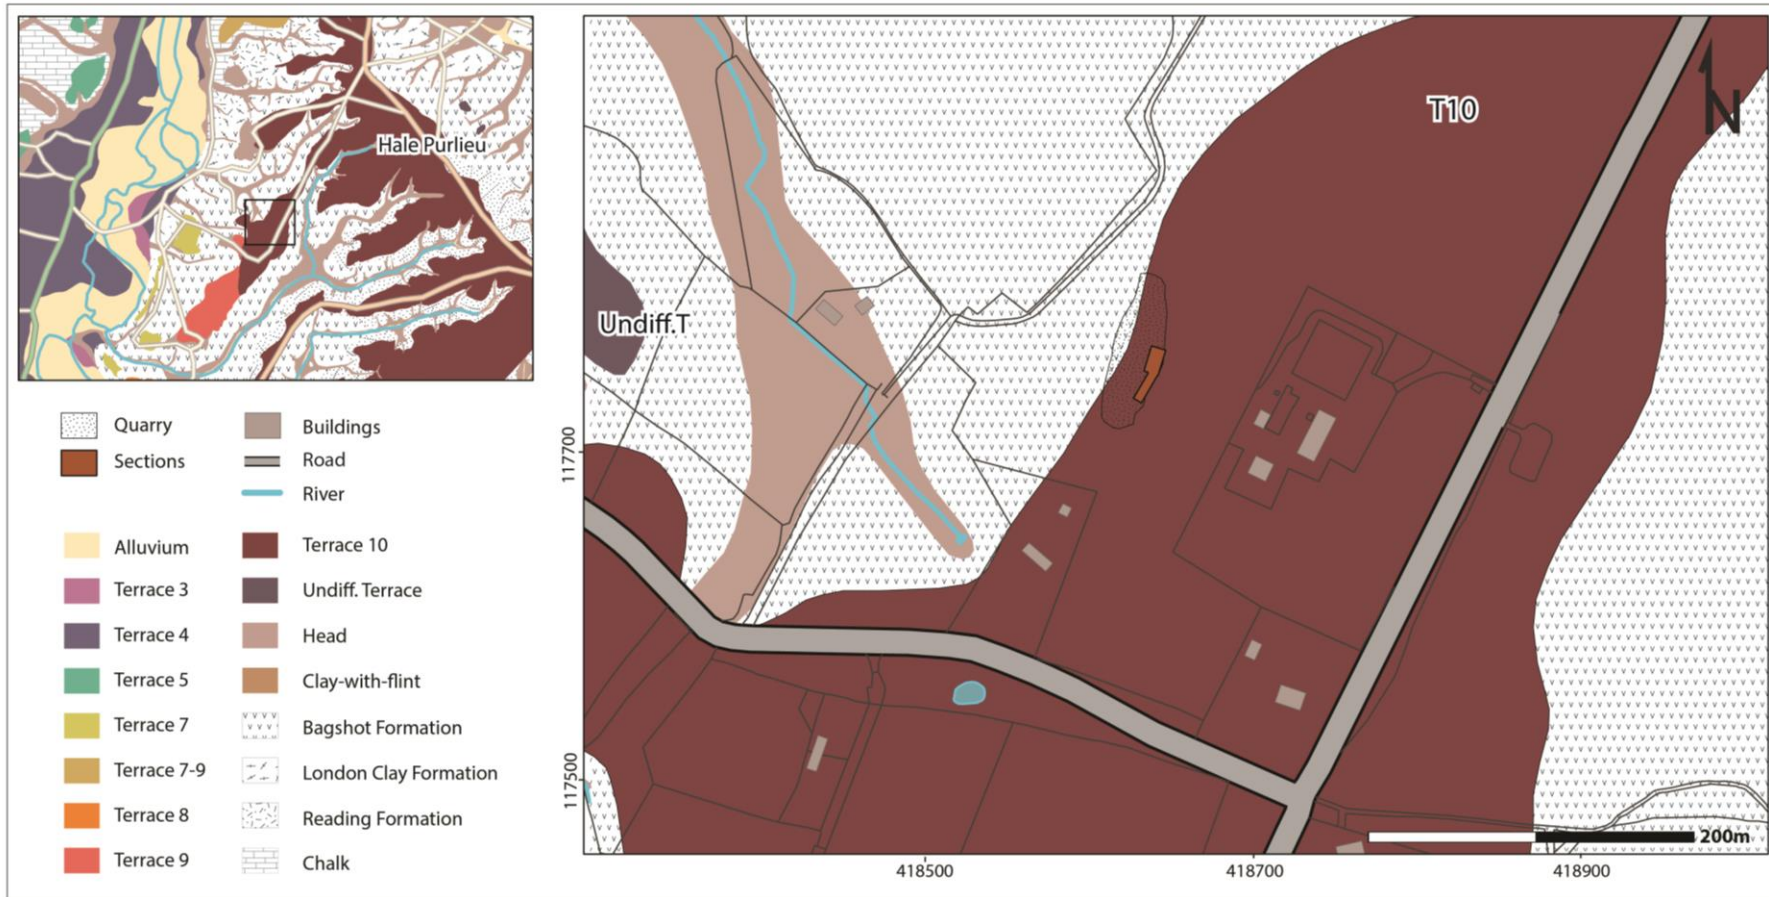 Hale Purlieu
Quarry
Sections
Buildings
Road
River
Alluvium
Terrace 3
Terrace 4
Terrace 5
Terrace 7
Terrace 7-9
Terrace 8
Terrace 9
Terrace 10
Undiff. Terrace
Head
Clay-with-flint
Bagshot Formation
London Clay Formation
Reading Formation
Chalk
T10
N
Undiff.T
117700
117500
200m
418500
418700
418900